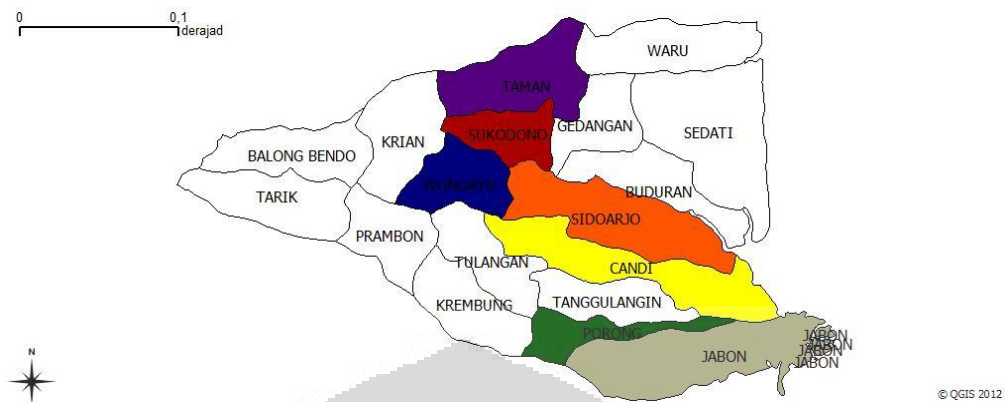 0 0,1
derajad
WARU
TAMAN
SUKODONO
GEDANGAN
SEDATI
KRIAN
BALONG BENDO
WONOAYU
TARIK
BUDURAN
SIDOARJO
PRAMBON
TULANGAN
CANDI
KREMBUNG
TANGGULANGIN
PORONG
JABON
JABON
JABON
JABON
JABON
N
© QGIS 2012